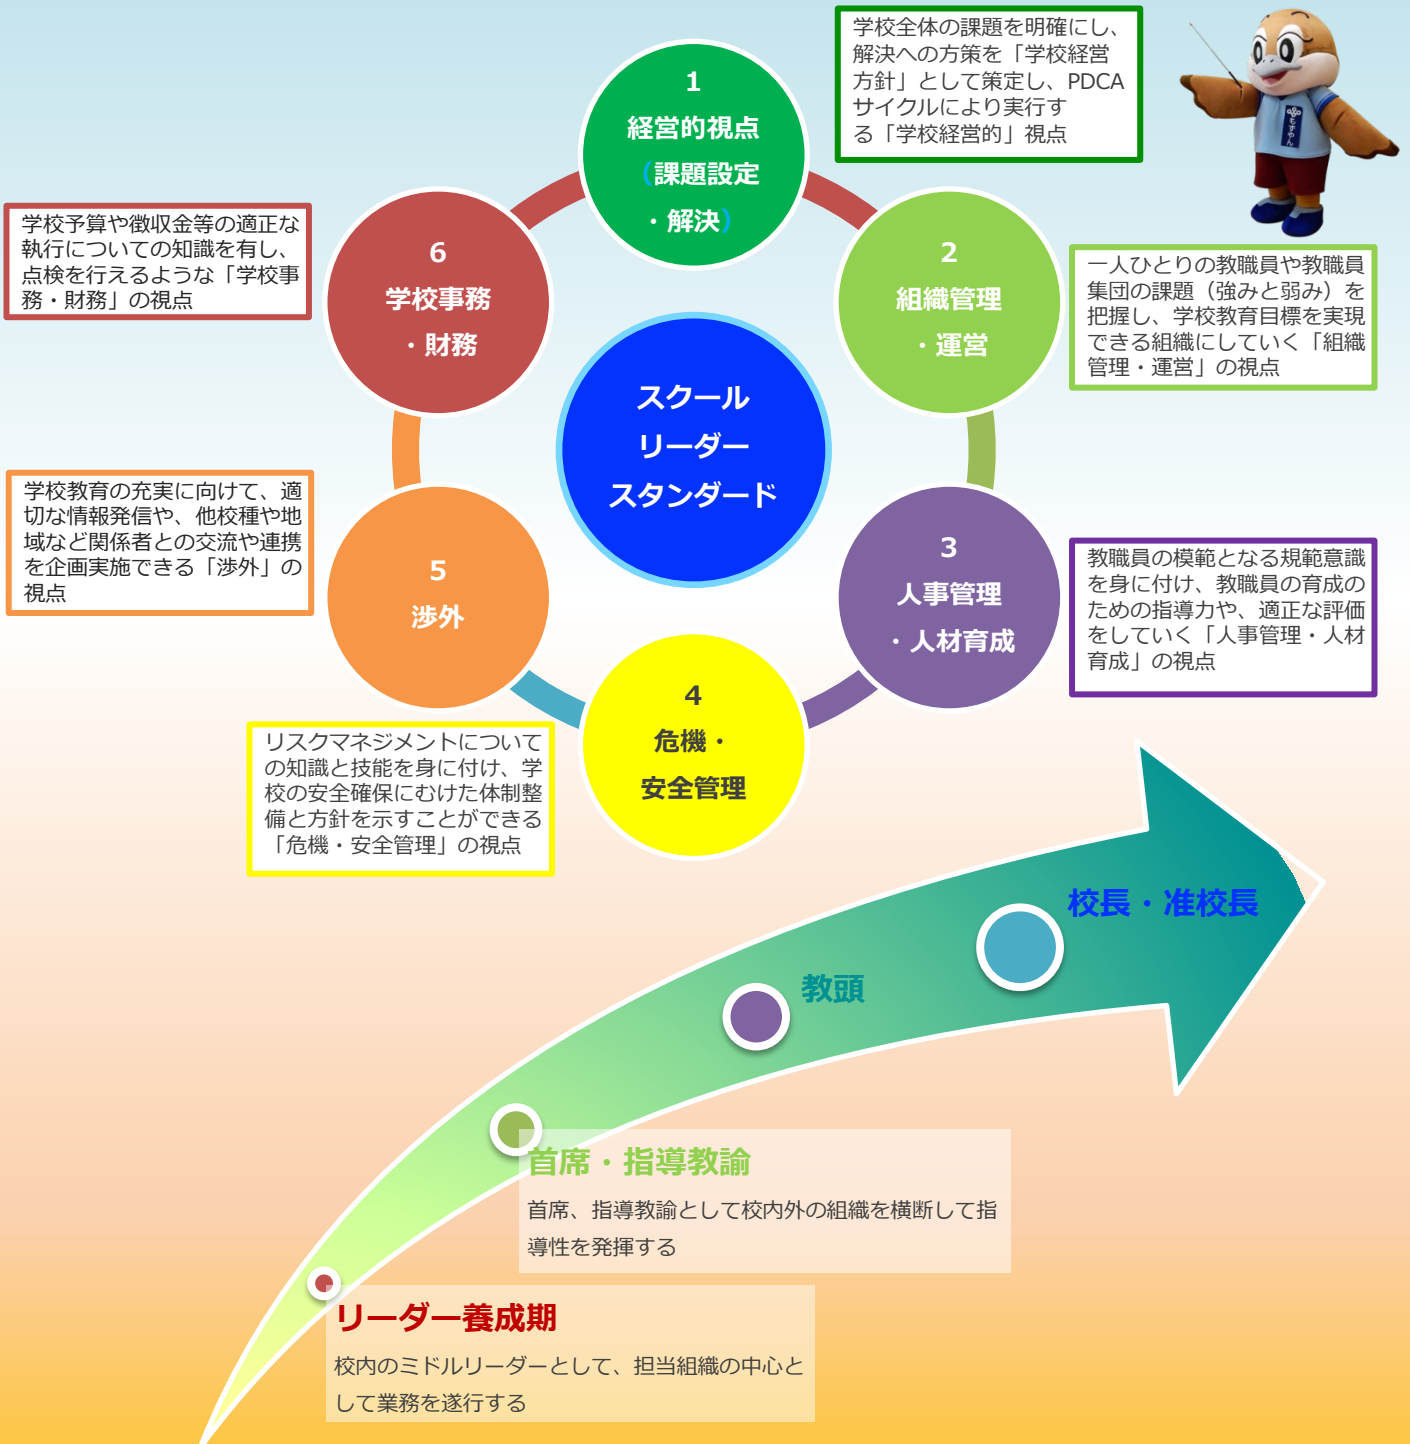 学校全体の課題を明確にし、
解決への方策を「学校経営
方針」として策定し、PDCA
サイクルにより実行す
る「学校経営的」視点
もずやん
1
経営的視点
（課題設定
・解決）
学校予算や徴収金等の適正な
執行についての知識を有し、
点検を行えるような「学校事
務・財務」の視点
6
学校事務
・財務
2
組織管理
・運営
一人ひとりの教職員や教職員
集団の課題（強みと弱み）を
把握し、学校教育目標を実現
できる組織にしていく「組織
管理・運営」の視点
スクール
リーダー
スタンダード
学校教育の充実に向けて、適
切な情報発信や、他校種や地
域など関係者との交流や連携
を企画実施できる「渉外」の
視点
5
渉外
3
人事管理
・人材育成
教職員の模範となる規範意識
を身に付け、教職員の育成の
ための指導力や、適正な評価
をしていく「人事管理・人材
育成」の視点
4
危機・
安全管理
リスクマネジメントについて
の知識と技能を身に付け、学
校の安全確保にむけた体制整
備と方針を示すことができる
「危機・安全管理」の視点
校長・准校長
教頭
首席・指導教諭
首席、指導教諭として校内外の組織を横断して指
導性を発揮する
リーダー養成期
校内のミドルリーダーとして、担当組織の中心と
して業務を遂行する